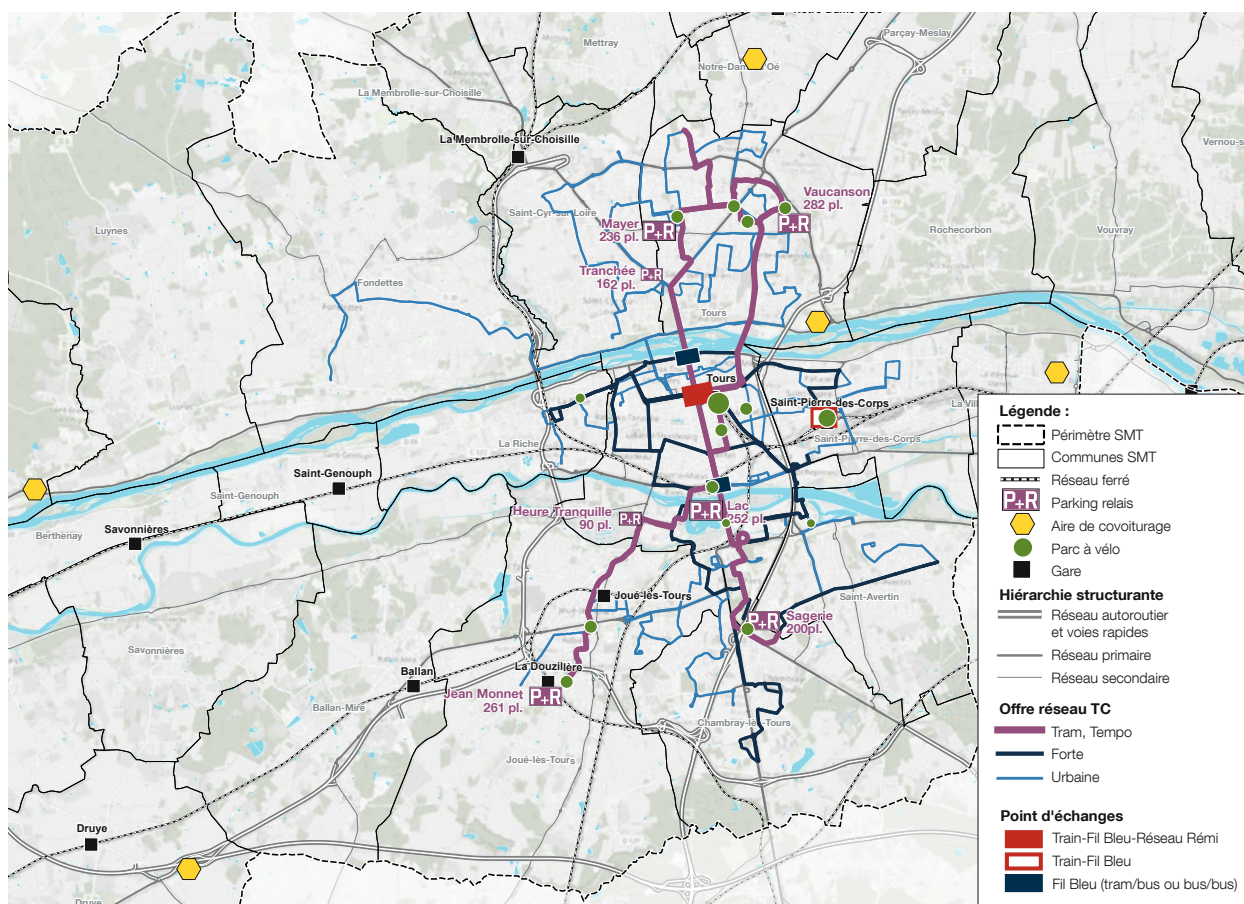 Mettray
Parçay-Meslay
La Membrolle-sur-Choisille
La Membrolle-sur-Choisille
Vernou-s
Luynes
Saint-Cyr-sur-Loire
Vaucanson
282 pl.
P+R
Mayer
236 pl.
P+R
Rochecorbon
Vouvray
Tranchée
162 pl.
P+R
Fondettes
Tours
Tours
Saint-Pierre-des-Corps
Saint-Pierre-des-Corps
La Vil
La Riche
Saint-Genouph
Saint-Genouph
Savonnières
Berthenay
Heure Tranquille
90 pl.
P+R
P+R
Lac
252 pl.
Joué-lès-Tours
Saint-Avertin
P+R
Sagerie
200pl.
Savonnières
Ballan
Ballan-Miré
La Douzillère
Jean Monnet
261 pl.
P+R
Chambray-lès-Tours
Joué-lès-Tours
Druye
Druye
Légende :
Périmètre SMT
Communes SMT
Réseau ferré
P+R Parking relais
Aire de covoiturage
Parc à vélo
Gare
Hiérarchie structurante
Réseau autoroutier
et voies rapides
Réseau primaire
Réseau secondaire
Offre réseau TC
Tram, Tempo
Forte
Urbaine
Point d'échanges
Train-Fil Bleu-Réseau Rémi
Train-Fil Bleu
Fil Bleu (tram/bus ou bus/bus)